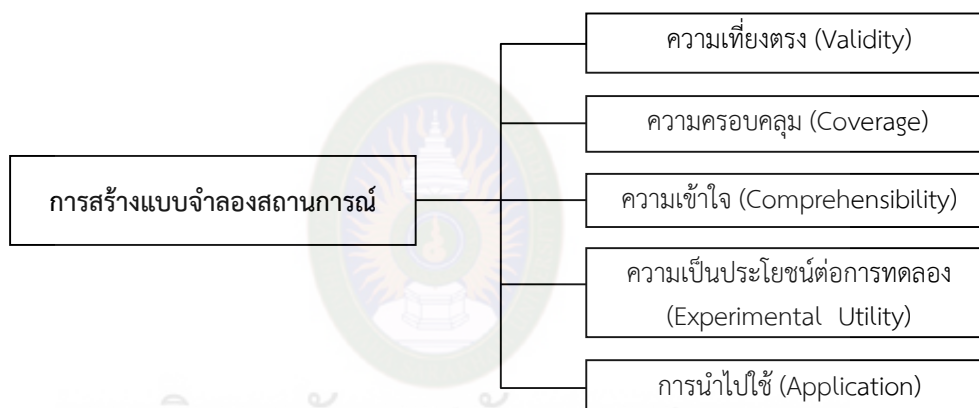 ความเที่ยงตรง (Validity)
ความครอบคลุม (Coverage)
การสร้างแบบจำลองสถานการณ์
ความเข้าใจ (Comprehensibility)
ความเป็นประโยชน์ต่อการทดลอง
(Experimental Utility)
การนำไปใช้ (Application)